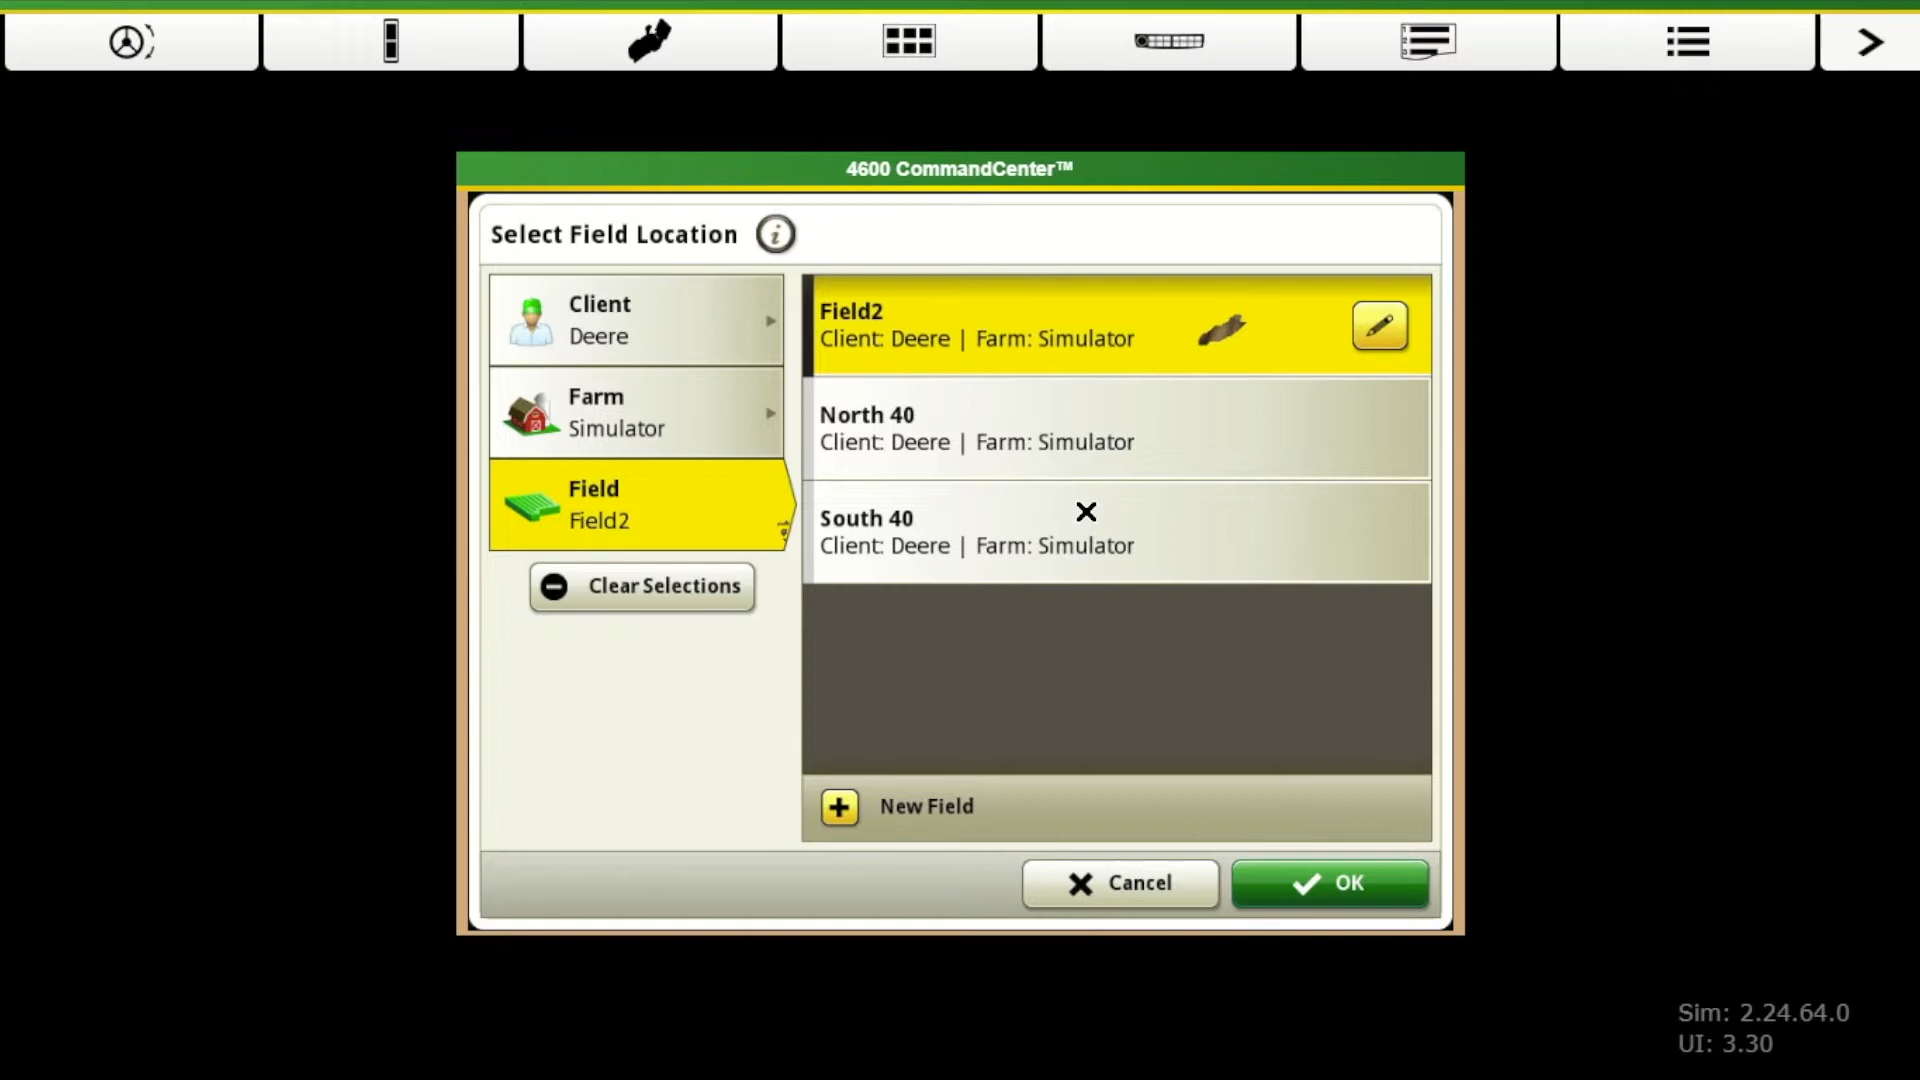 4600 CommandCenter™
Select Field Location
Client
Deere
Farm
Simulator
Field
Field2
Clear Selections
Field2
Client: Deere | Farm: Simulator
North 40
Client: Deere | Farm: Simulator
South 40
Client: Deere | Farm: Simulator
New Field
Cancel
OK
Sim: 2.24.64.0
UI: 3.30